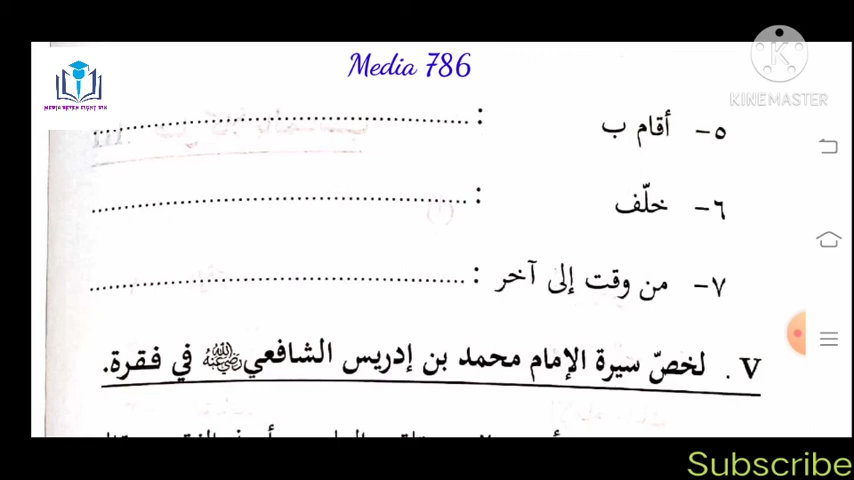 Media 786
KINEMASTER
٥- أقام ب : ........................
٦- خلّف : ........................
٧- من وقت إلى آخر : ........................
V . لخصّ سيرة الإمام محمد بن إدريس الشافعي رضي الله عنه في فقرة.
Subscribe